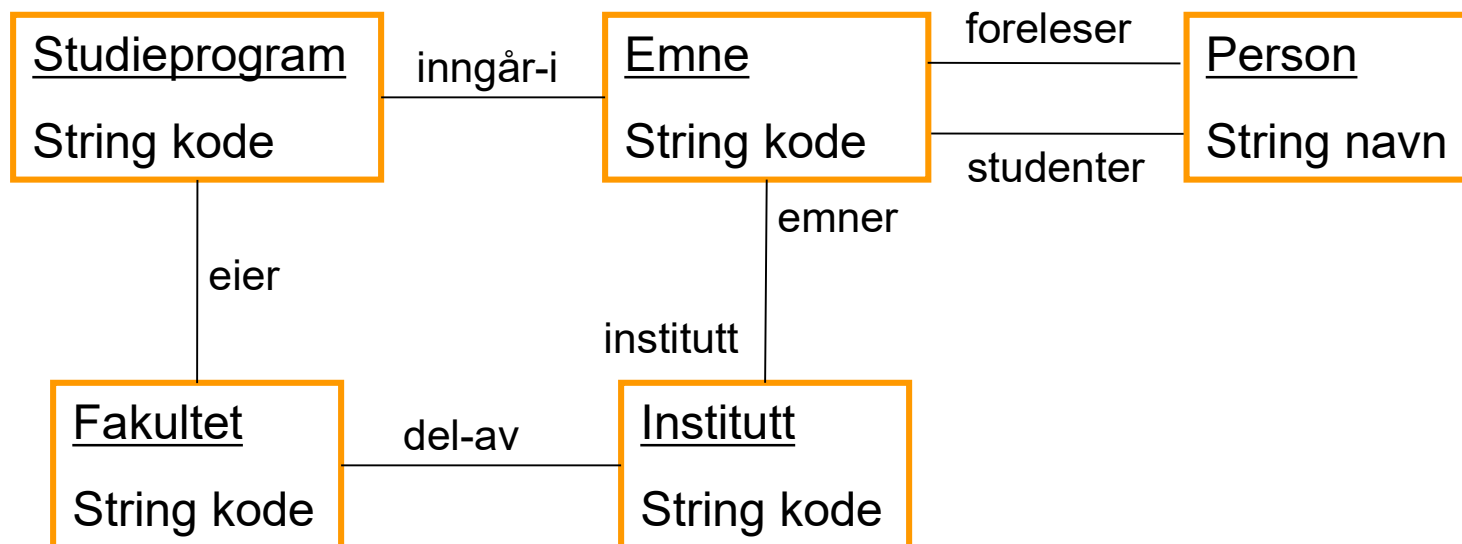 Studieprogram
String kode
inngår-i
Emne
String kode
foreleser
studenter
Person
String navn
eier
emner
institutt
Fakultet
String kode
del-av
Institutt
String kode